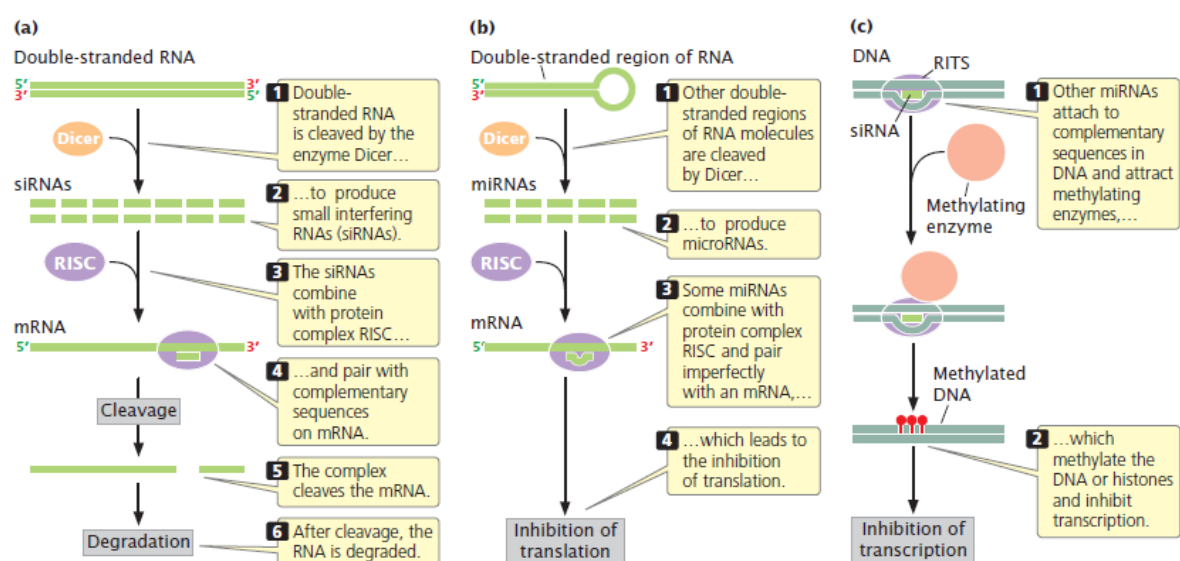 (a)
Double-stranded RNA
5′
3′
3′
5′
1 Double-
stranded RNA
is cleaved by the
enzyme Dicer…
Dicer
siRNAs
2 …to produce
small interfering
RNAs (siRNAs).
RISC
3 The siRNAs
combine
with protein
complex RISC…
mRNA
5′
3′
4 …and pair with
complementary
sequences
on mRNA.
Cleavage
5 The complex
cleaves the mRNA.
Degradation
6 After cleavage, the
RNA is degraded.
(b)
Double-stranded region of RNA
5′
3′
1 Other double-
stranded regions
of RNA molecules
are cleaved
by Dicer…
Dicer
miRNAs
2 …to produce
microRNAs.
RISC
3 Some miRNAs
combine with
protein complex
RISC and pair
imperfectly
with an mRNA,…
mRNA
5′
3′
4 …which leads to
the inhibition
of translation.
Inhibition of
translation
(c)
DNA
RITS
siRNA
1 Other miRNAs
attach to
complementary
sequences in
DNA and attract
methylating
enzymes,…
Methylating
enzyme
Methylated
DNA
2 …which
methylate the
DNA or histones
and inhibit
transcription.
Inhibition of
transcription